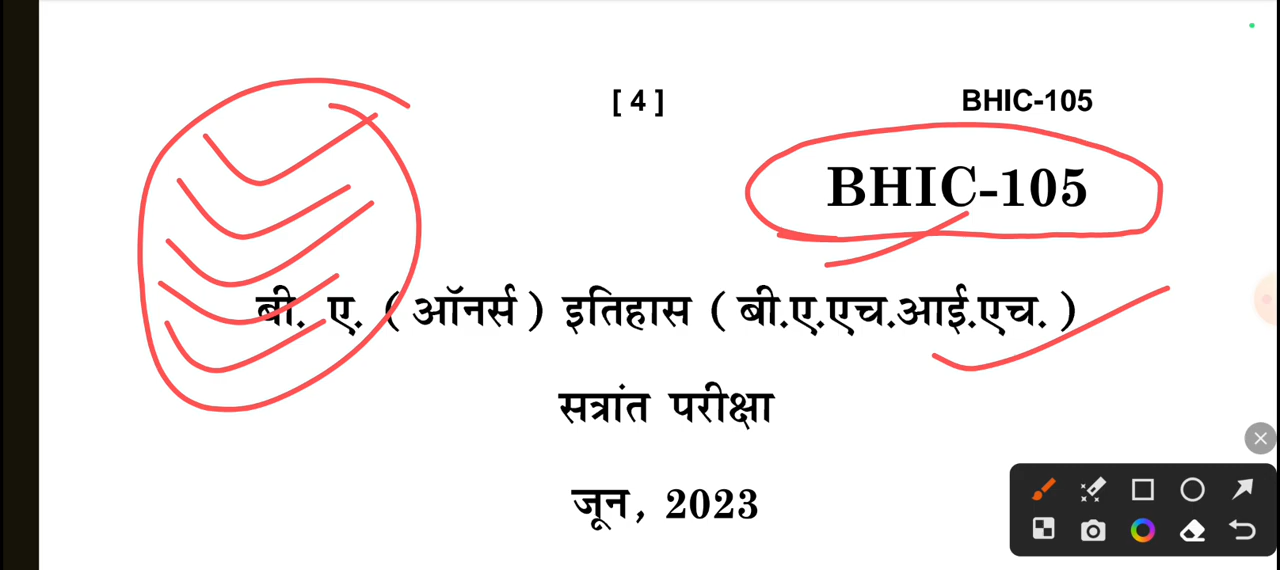 [ 4 ] BHIC-105
BHIC-105
बी. ए. ( ऑनर्स ) इतिहास ( बी.ए.एच.आई.एच. )
सत्रांत परीक्षा
जून, 2023